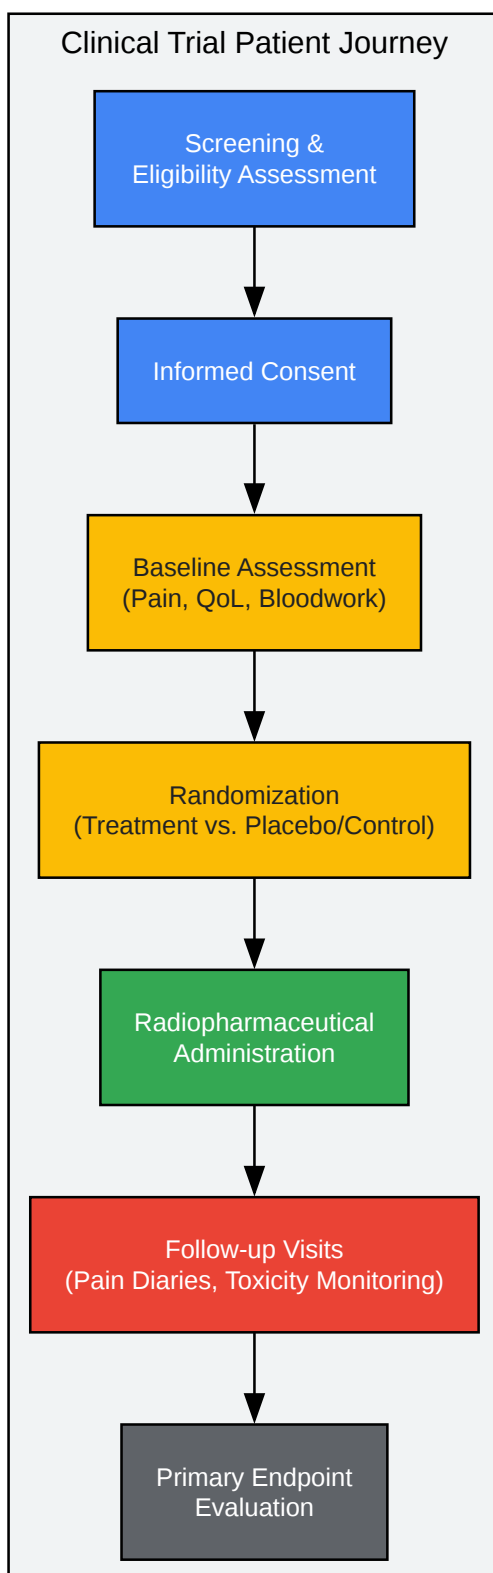 Clinical Trial Patient Journey
Screening &
Eligibility Assessment
Informed Consent
Baseline Assessment
(Pain, QoL, Bloodwork)
Randomization
(Treatment vs. Placebo/Control)
Radiopharmaceutical
Administration
Follow-up Visits
(Pain Diaries, Toxicity Monitoring)
Primary Endpoint
Evaluation